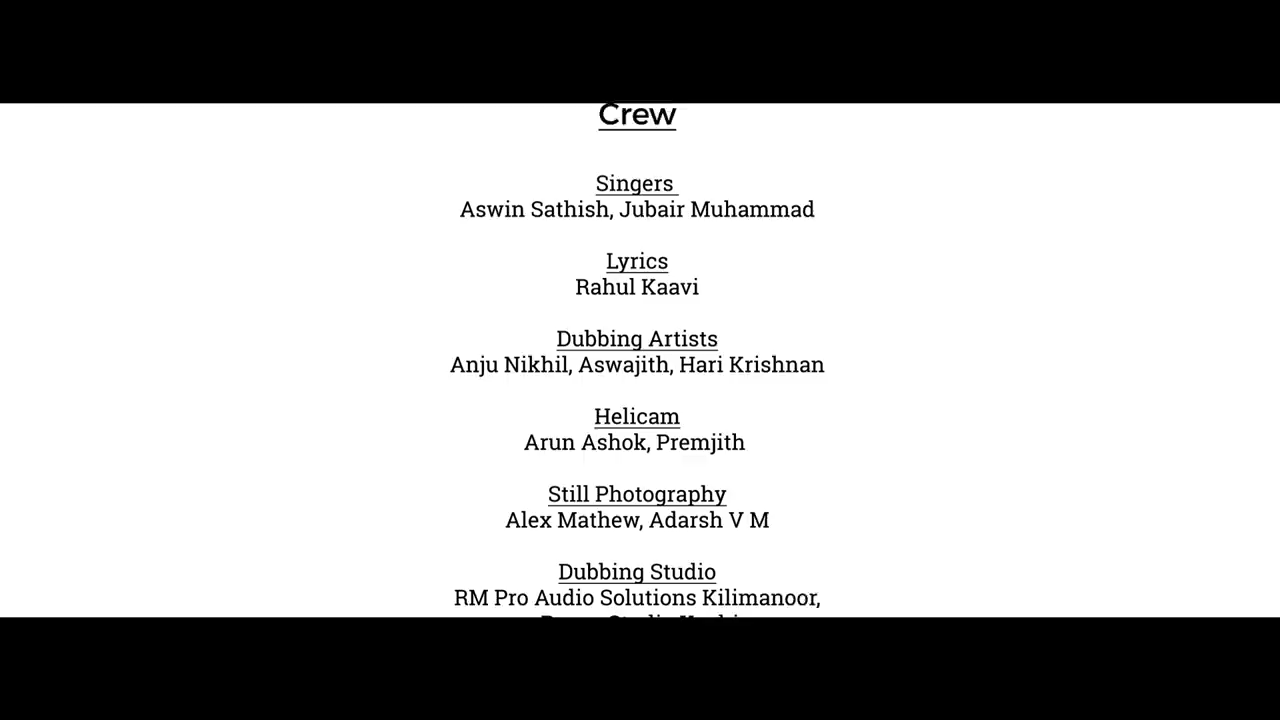 Crew
Singers
Aswin Sathish, Jubair Muhammad
Lyrics
Rahul Kaavi
Dubbing Artists
Anju Nikhil, Aswajith, Hari Krishnan
Helicam
Arun Ashok, Premjith
Still Photography
Alex Mathew, Adarsh V M
Dubbing Studio
RM Pro Audio Solutions Kilimanoor,